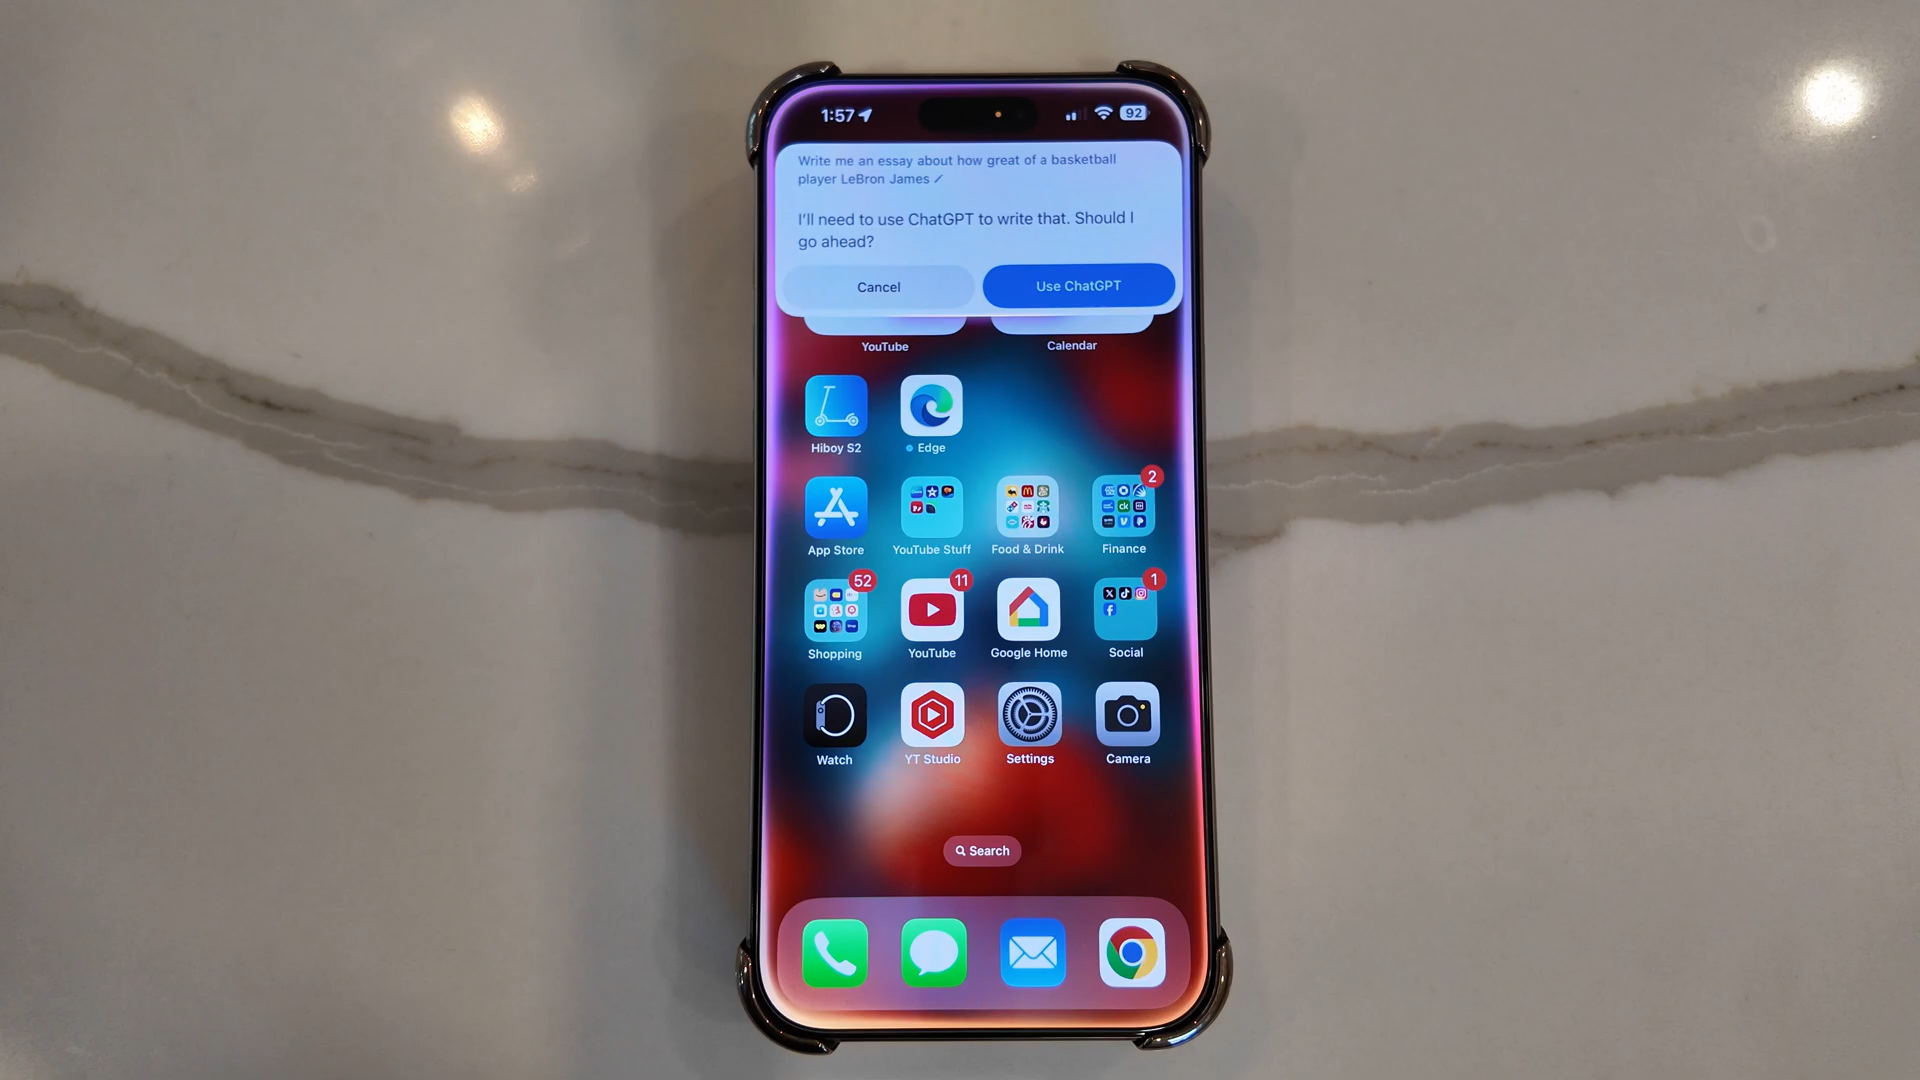 1:57
92
Write me an essay about how great of a basketball
player LeBron James
I'll need to use ChatGPT to write that. Should I
go ahead?
Cancel
Use ChatGPT
YouTube
Calendar
Hiboy S2
Edge
2
App Store
YouTube Stuff
Food & Drink
Finance
52
11
1
Shopping
YouTube
Google Home
Social
Watch
YT Studio
Settings
Camera
Search